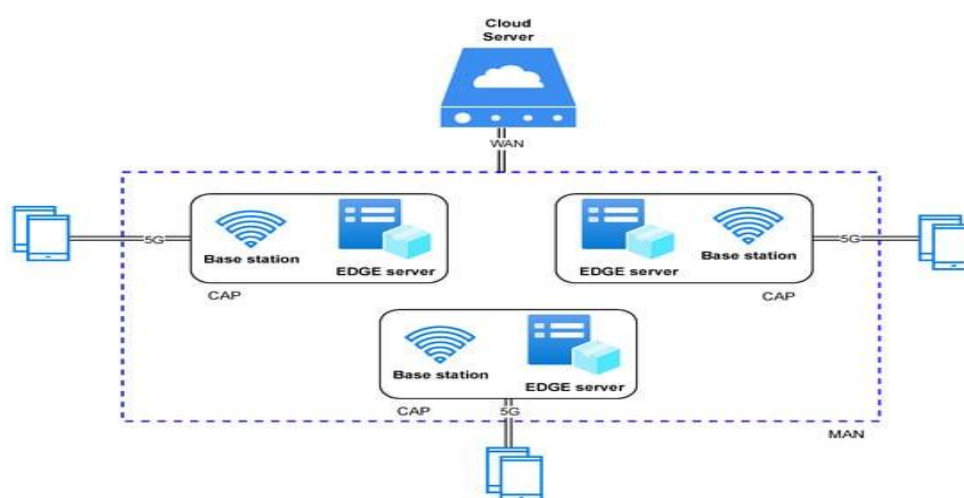 Cloud
Server
WAN
5G
Base station
EDGE server
CAP
EDGE server
Base station
5G
CAP
Base station
EDGE server
CAP
5G
MAN